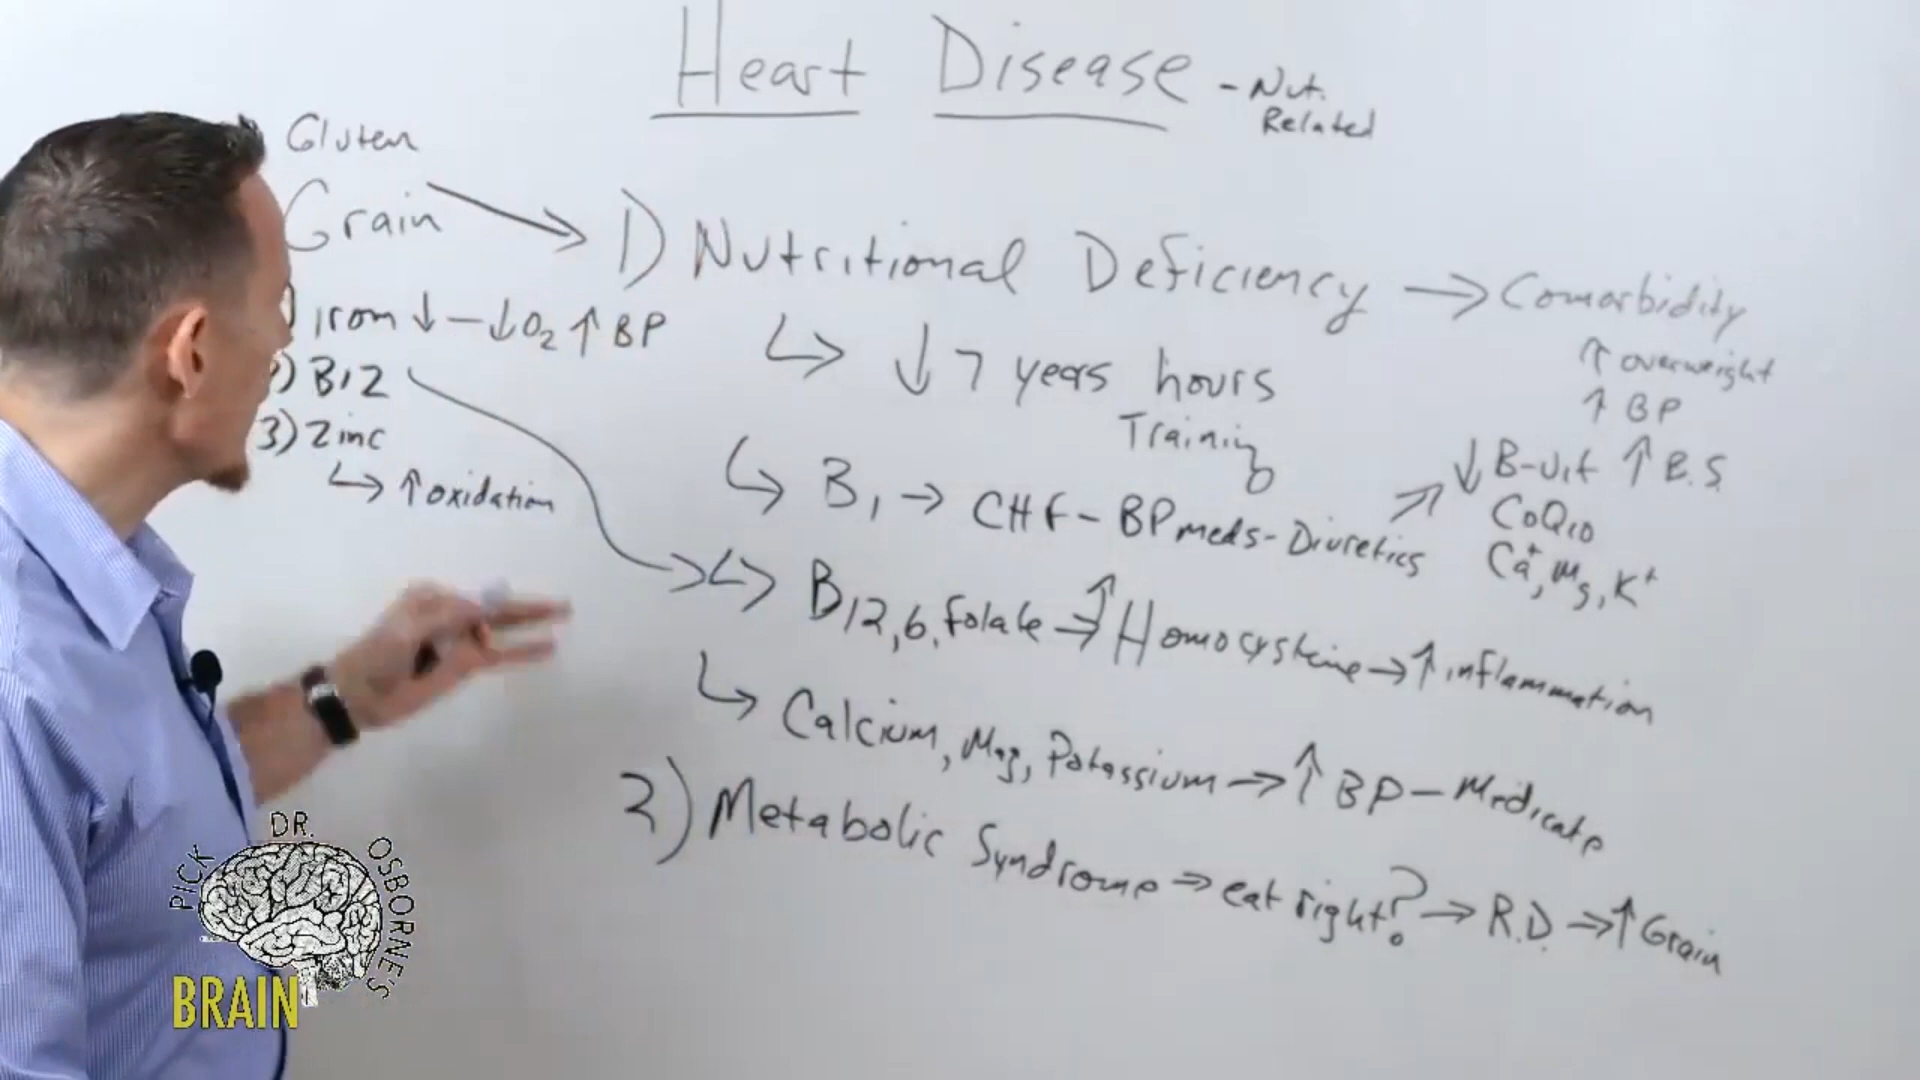 Heart Disease - Nut.
Related
Gluten
Grain
1) Nutritional Deficiency → Comorbidity
) iron ↓ - ↓O2 ↑ BP
) B12
3) Zinc
↳ ↑ oxidation
↳ ↓ 7 years hours
Training
↑ overweight
↑ BP
↓ B-vit ↑ B.S.
CoQ10
Ca+, Mg, K+
↳ B1 → CHF - BP meds - Diuretics
↳ B12, 6, Folate → ↑ Homocysteine → ↑ inflammation
↳ Calcium, Mag, Potassium → ↑ BP - Medicate
2) Metabolic Syndrome → eat right? → R.D. → ↑ Grain
PICK DR. OSBORNE'S
BRAIN